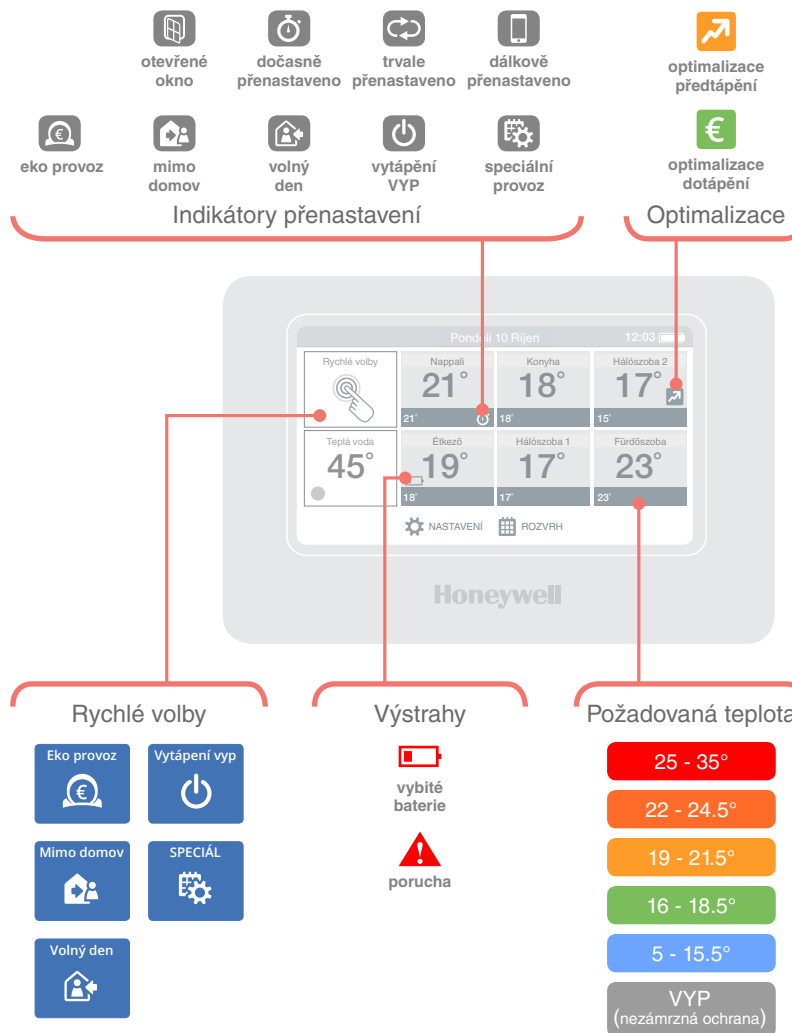 otevřené
okno
dočasně
přenastaveno
trvale
přenastaveno
dálkově
přenastaveno
optimalizace
předtápění
eko provoz
mimo
domov
volný
den
vytápění
VYP
speciální
provoz
optimalizace
dotápění
Indikátory přenastavení
Optimalizace
Pondělí 10 Říjen 12:03
Rychlé volby
Nappali
21°
21°
Konyha
18°
18°
Hálószoba 2
17°
15°
Teplá voda
45°
Étkező
19°
18°
Hálószoba 1
17°
17°
Fürdőszoba
23°
23°
NASTAVENÍ
ROZVRH
Honeywell
Rychlé volby
Výstrahy
Požadovaná teplota
Eko provoz
Vytápení vyp
Mimo domov
SPECIÁL
Volný den
vybité
baterie
porucha
25 - 35°
22 - 24.5°
19 - 21.5°
16 - 18.5°
5 - 15.5°
VYP
(nezámrzná ochrana)